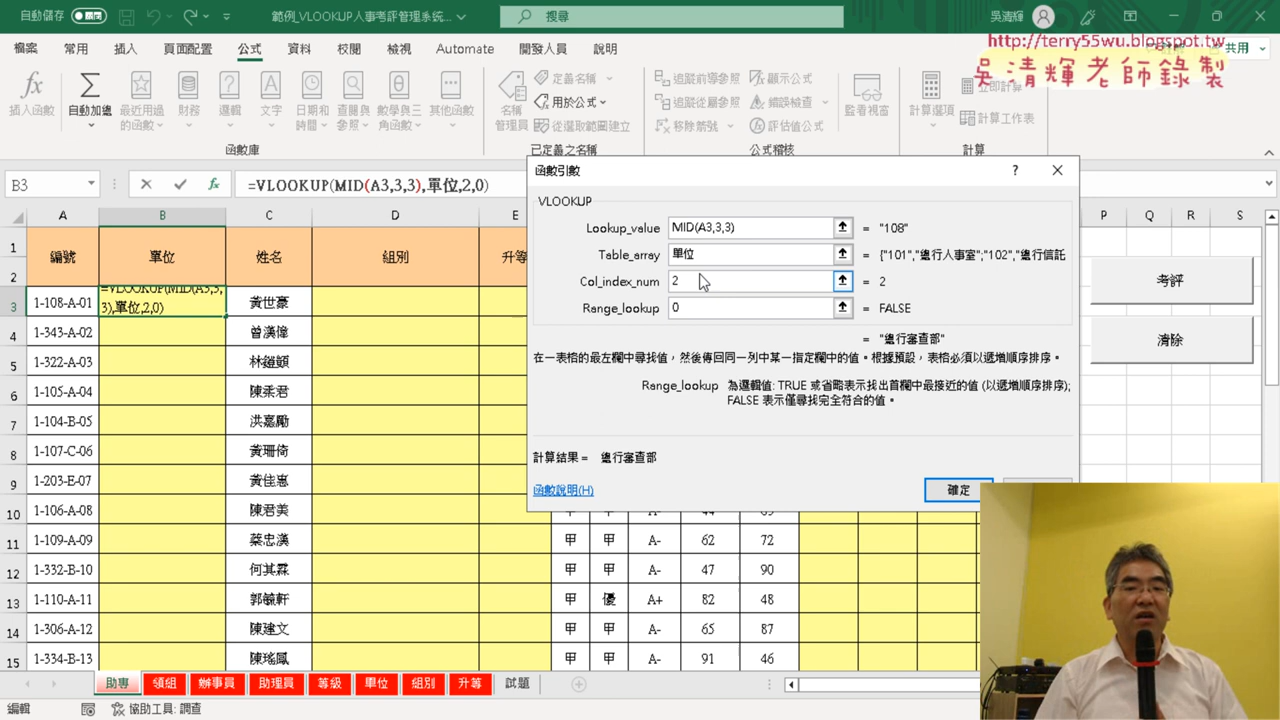 自動儲存 關閉 範例_VLOOKUP人事考評管理系統... 搜尋 吳清輝
http://terry55wu.blogspot.tw
吳清輝老師錄製
檔案 常用 插入 頁面配置 公式 資料 校閱 檢視 Automate 開發人員 說明 共用
插入函數 自動加總 最近用過的函數 財務 邏輯 文字 日期和時間 查閱與參照 數學與三角函數 其他函數
函數庫
名稱管理員 定義名稱 用於公式 從選取範圍建立
已定義之名稱
追蹤前導參照 顯示公式
追蹤從屬參照 錯誤檢查
移除箭號 評估值公式
監看視窗
公式稽核
計算選項 立即計算 計算工作表
計算
B3 =VLOOKUP(MID(A3,3,3),單位,2,0)
A B C D E P Q R S
1 2 編號 單位 姓名 組別 升等
3 1-108-A-01 =VLOOKUP(MID(A3,3,3),單位,2,0) 黃世豪
4 1-343-A-02 曾漢偉
5 1-322-A-03 林鎧顗
6 1-105-A-04 陳柔君
7 1-104-B-05 洪嘉勵
8 1-107-C-06 黃珊倚
9 1-203-E-07 黃佳惠
10 1-106-A-08 陳君美 甲 甲 A- 44 65
11 1-109-A-09 蔡忠漢 甲 甲 A- 62 72
12 1-332-B-10 何其霖 甲 甲 A- 47 90
13 1-110-A-11 郭毓軒 甲 優 A+ 82 48
14 1-306-A-12 陳建文 甲 甲 A- 65 87
15 1-334-B-13 陳瑤鳳 甲 甲 A- 91 46
函數引數 ?
VLOOKUP
Lookup_value MID(A3,3,3) = "108"
Table_array 單位 = {"101","總行人事室";"102","總行信託
Col_index_num 2 = 2
Range_lookup 0 = FALSE
= "總行審查部"
在一表格的最左欄中尋找值，然後傳回同一列中某一指定欄中的值。根據預設，表格必須以遞增順序排序。
Range_lookup 為邏輯值: TRUE 或省略表示找出首欄中最接近的值 (以遞增順序排序);
FALSE 表示僅尋找完全符合的值。
計算結果 = 總行審查部
函數說明(H) 確定
考評
清除
助專 領組 辦事員 助理員 等級 單位 組別 升等 試題
編輯 協助工具: 調查